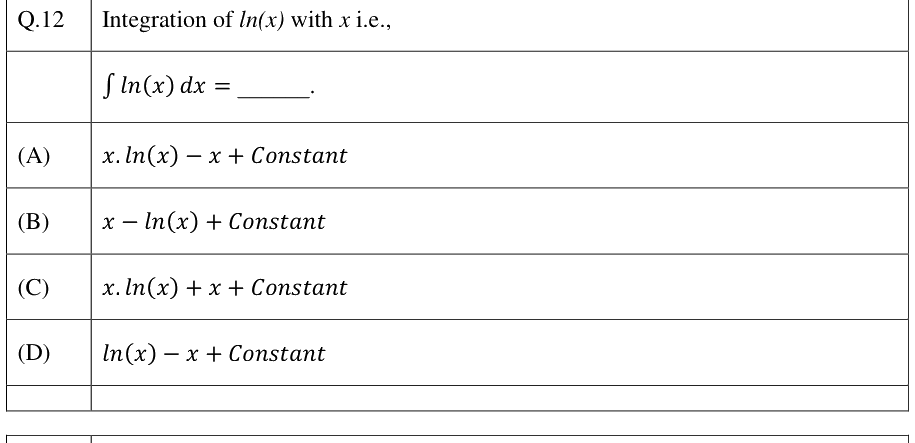 Q.12 Integration of ln(x) with x i.e.,
∫ ln(x) dx = ______.
(A) x. ln(x) − x + Constant
(B) x − ln(x) + Constant
(C) x. ln(x) + x + Constant
(D) ln(x) − x + Constant